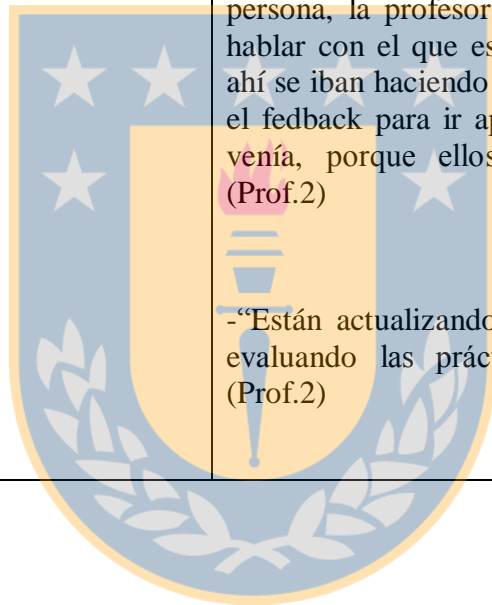 persona, la profesor
hablar con el que es
ahí se iban haciendo
el fedback para ir ap
venía, porque ellos
(Prof.2)
-“Están actualizando
evaluando las prác
(Prof.2)